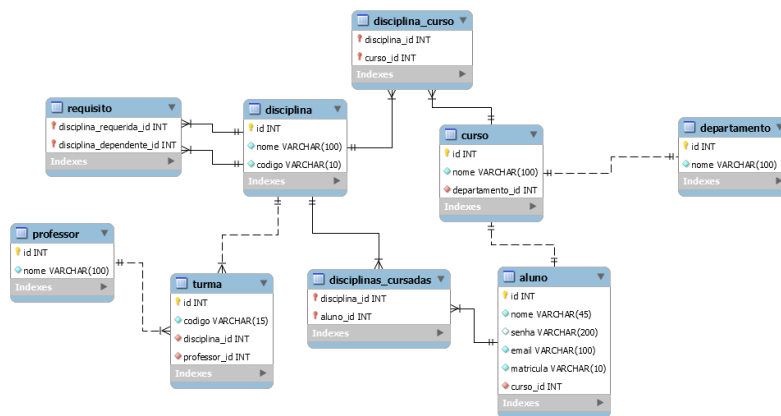 disciplina_curso
disciplina_id INT
curso_id INT
Indexes
requisito
disciplina_requerida_id INT
disciplina_dependente_id INT
Indexes
disciplina
id INT
nome VARCHAR(100)
codigo VARCHAR(10)
Indexes
curso
id INT
nome VARCHAR(100)
departamento_id INT
Indexes
departamento
id INT
nome VARCHAR(100)
Indexes
professor
id INT
nome VARCHAR(100)
Indexes
turma
id INT
codigo VARCHAR(15)
disciplina_id INT
professor_id INT
Indexes
disciplinas_cursadas
disciplina_id INT
aluno_id INT
Indexes
aluno
id INT
nome VARCHAR(45)
senha VARCHAR(200)
email VARCHAR(100)
matricula VARCHAR(10)
curso_id INT
Indexes